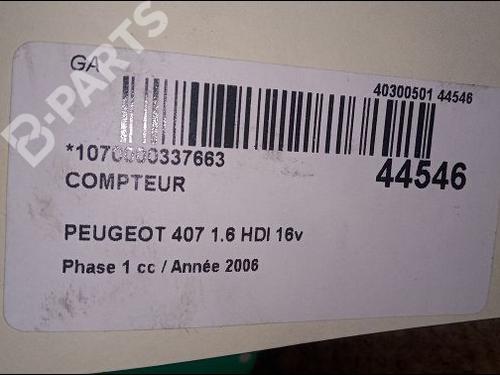 GA
40300501 44546
*1070000337663
44546
COMPTEUR
PEUGEOT 407 1.6 HDI 16v
Phase 1 cc / Année 2006
B-PARTS